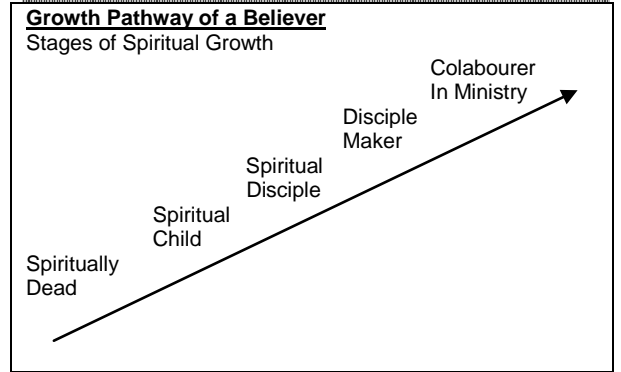 Growth Pathway of a Believer
Stages of Spiritual Growth
Colabourer
In Ministry
Disciple
Maker
Spiritual
Disciple
Spiritual
Child
Spiritually
Dead